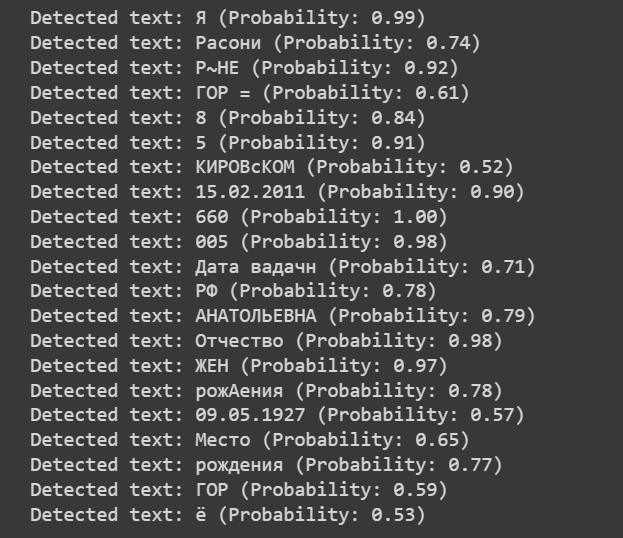 Detected text: Я (Probability: 0.99)
Detected text: Расони (Probability: 0.74)
Detected text: Р~НЕ (Probability: 0.92)
Detected text: ГОР = (Probability: 0.61)
Detected text: 8 (Probability: 0.84)
Detected text: 5 (Probability: 0.91)
Detected text: КИРОВсКОМ (Probability: 0.52)
Detected text: 15.02.2011 (Probability: 0.90)
Detected text: 660 (Probability: 1.00)
Detected text: 005 (Probability: 0.98)
Detected text: Дата вадачн (Probability: 0.71)
Detected text: РФ (Probability: 0.78)
Detected text: АНАТОЛЬЕВНА (Probability: 0.79)
Detected text: Отчество (Probability: 0.98)
Detected text: ЖЕН (Probability: 0.97)
Detected text: рожАения (Probability: 0.78)
Detected text: 09.05.1927 (Probability: 0.57)
Detected text: Место (Probability: 0.65)
Detected text: рождения (Probability: 0.77)
Detected text: ГОР (Probability: 0.59)
Detected text: ё (Probability: 0.53)